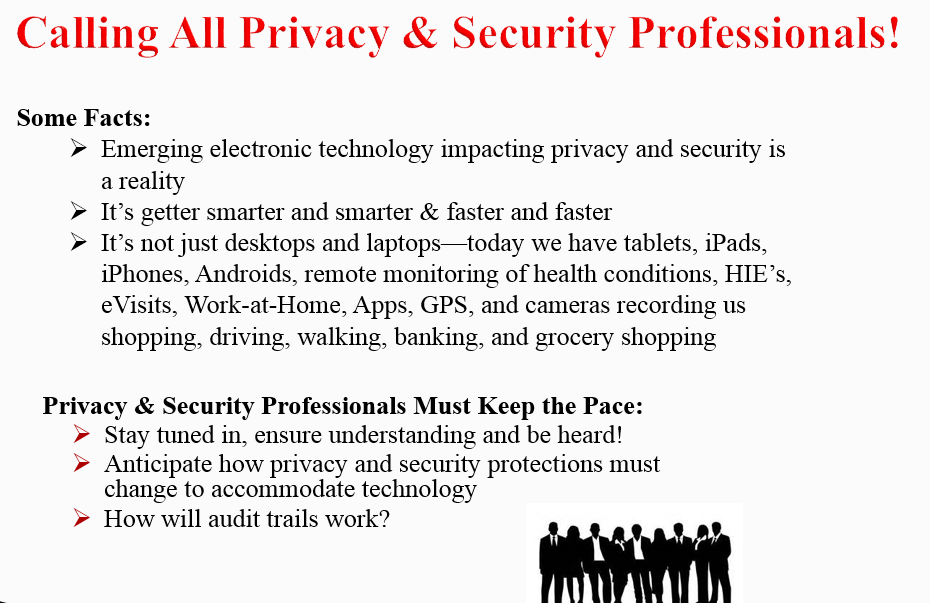 Calling All Privacy & Security Professionals!
Some Facts:
➢ Emerging electronic technology impacting privacy and security is
a reality
➢ It’s getter smarter and smarter & faster and faster
➢ It’s not just desktops and laptops—today we have tablets, iPads,
iPhones, Androids, remote monitoring of health conditions, HIE’s,
eVisits, Work-at-Home, Apps, GPS, and cameras recording us
shopping, driving, walking, banking, and grocery shopping
Privacy & Security Professionals Must Keep the Pace:
➢ Stay tuned in, ensure understanding and be heard!
➢ Anticipate how privacy and security protections must
change to accommodate technology
➢ How will audit trails work?